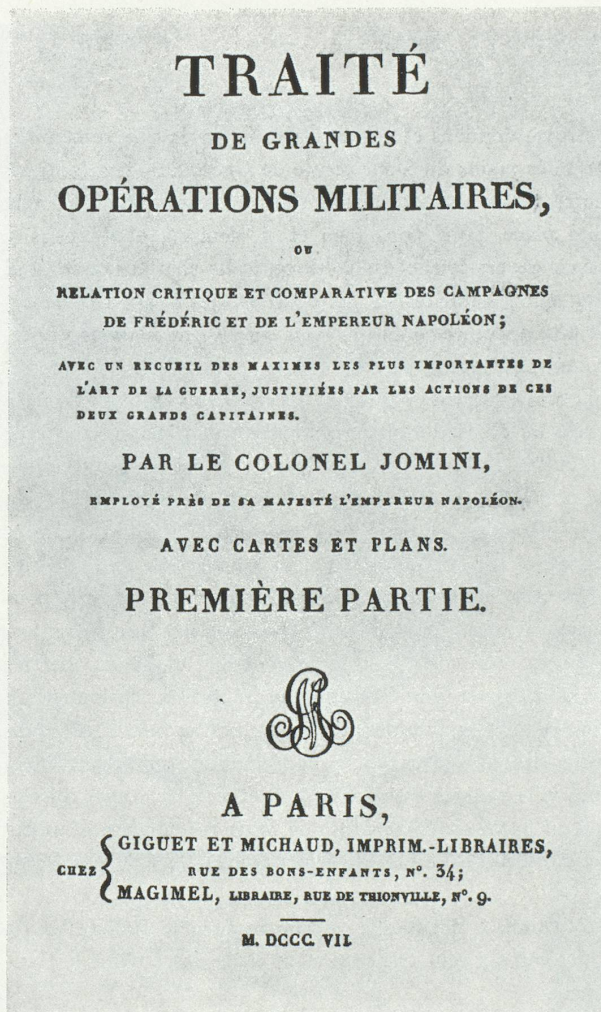 TRAITÉ
DE GRANDES
OPÉRATIONS MILITAIRES,
OU
RELATION CRITIQUE ET COMPARATIVE DES CAMPAGNES
DE FRÉDÉRIC ET DE L'EMPEREUR NAPOLÉON;
AVEC UN RECUEIL DES MAXIMES LES PLUS IMPORTANTES DE
L'ART DE LA GUERRE, JUSTIFIÉES PAR LES ACTIONS DE CES
DEUX GRANDS CAPITAINES.
PAR LE COLONEL JOMINI,
EMPLOYÉ PRÈS DE SA MAJESTÉ L'EMPEREUR NAPOLÉON.
AVEC CARTES ET PLANS.
PREMIÈRE PARTIE.
A PARIS,
GIGUET ET MICHAUD, IMPRIM.-LIBRAIRES,
CHEZ RUE DES BONS-ENFANTS, N°. 34;
MAGIMEL, LIBRAIRE, RUE DE THIONVILLE, N°. 9.
M. DCCC. VII.